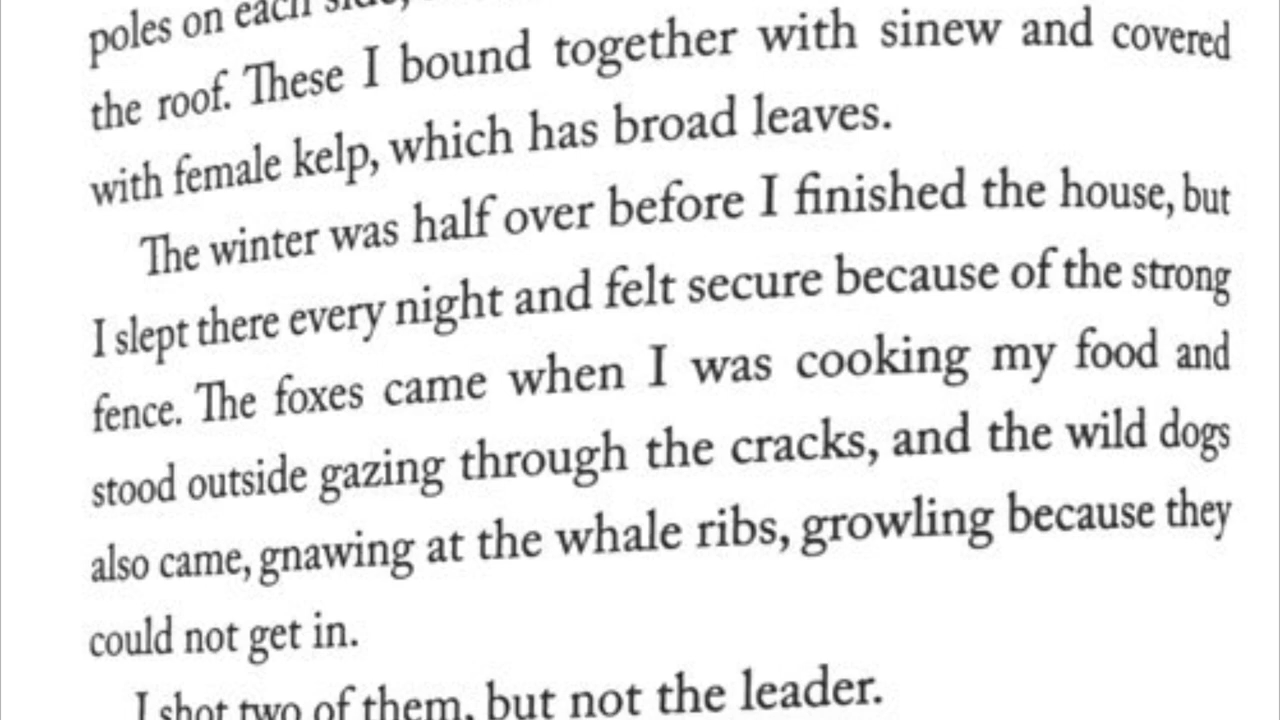 poles on each side,
the roof. These I bound together with sinew and covered
with female kelp, which has broad leaves.
The winter was half over before I finished the house, but
I slept there every night and felt secure because of the strong
fence. The foxes came when I was cooking my food and
stood outside gazing through the cracks, and the wild dogs
also came, gnawing at the whale ribs, growling because they
could not get in.
I shot two of them, but not the leader.